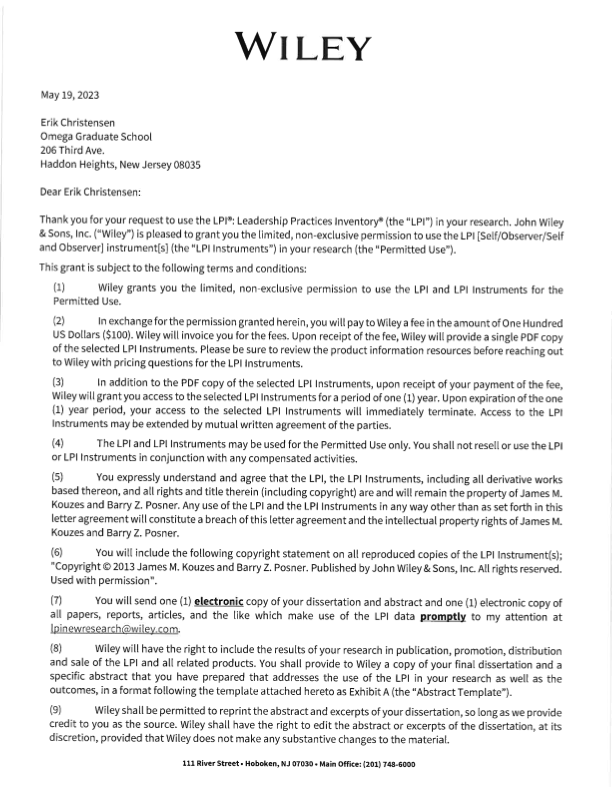 WILEY
May 19, 2023
Erik Christensen
Omega Graduate School
206 Third Ave.
Haddon Heights, New Jersey 08035
Dear Erik Christensen:
Thank you for your request to use the LPI®: Leadership Practices Inventory® (the “LPI”) in your research. John Wiley
& Sons, Inc. (“Wiley”) is pleased to grant you the limited, non-exclusive permission to use the LPI [Self/Observer/Self
and Observer] instrument[s] (the “LPI Instruments”) in your research (the “Permitted Use”).
This grant is subject to the following terms and conditions:
(1) Wiley grants you the limited, non-exclusive permission to use the LPI and LPI Instruments for the
Permitted Use.
(2) In exchange for the permission granted herein, you will pay to Wiley a fee in the amount of One Hundred
US Dollars ($100). Wiley will invoice you for the fees. Upon receipt of the fee, Wiley will provide a single PDF copy
of the selected LPI Instruments. Please be sure to review the product information resources before reaching out
to Wiley with pricing questions for the LPI Instruments.
(3) In addition to the PDF copy of the selected LPI Instruments, upon receipt of your payment of the fee,
Wiley will grant you access to the selected LPI Instruments for a period of one (1) year. Upon expiration of the one
(1) year period, your access to the selected LPI Instruments will immediately terminate. Access to the LPI
Instruments may be extended by mutual written agreement of the parties.
(4) The LPI and LPI Instruments may be used for the Permitted Use only. You shall not resell or use the LPI
or LPI Instruments in conjunction with any compensated activities.
(5) You expressly understand and agree that the LPI, the LPI Instruments, including all derivative works
based thereon, and all rights and title therein (including copyright) are and will remain the property of James M.
Kouzes and Barry Z. Posner. Any use of the LPI and the LPI Instruments in any way other than as set forth in this
letter agreement will constitute a breach of this letter agreement and the intellectual property rights of James M.
Kouzes and Barry Z. Posner.
(6) You will include the following copyright statement on all reproduced copies of the LPI Instrument(s);
"Copyright © 2013 James M. Kouzes and Barry Z. Posner. Published by John Wiley & Sons, Inc. All rights reserved.
Used with permission".
(7) You will send one (1) electronic copy of your dissertation and abstract and one (1) electronic copy of
all papers, reports, articles, and the like which make use of the LPI data promptly to my attention at
lpinewresearch@wiley.com.
(8) Wiley will have the right to include the results of your research in publication, promotion, distribution
and sale of the LPI and all related products. You shall provide to Wiley a copy of your final dissertation and a
specific abstract that you have prepared that addresses the use of the LPI in your research as well as the
outcomes, in a format following the template attached hereto as Exhibit A (the “Abstract Template”).
(9) Wiley shall be permitted to reprint the abstract and excerpts of your dissertation, so long as we provide
credit to you as the source. Wiley shall have the right to edit the abstract or excerpts of the dissertation, at its
discretion, provided that Wiley does not make any substantive changes to the material.
111 River Street • Hoboken, NJ 07030 • Main Office: (201) 748-6000